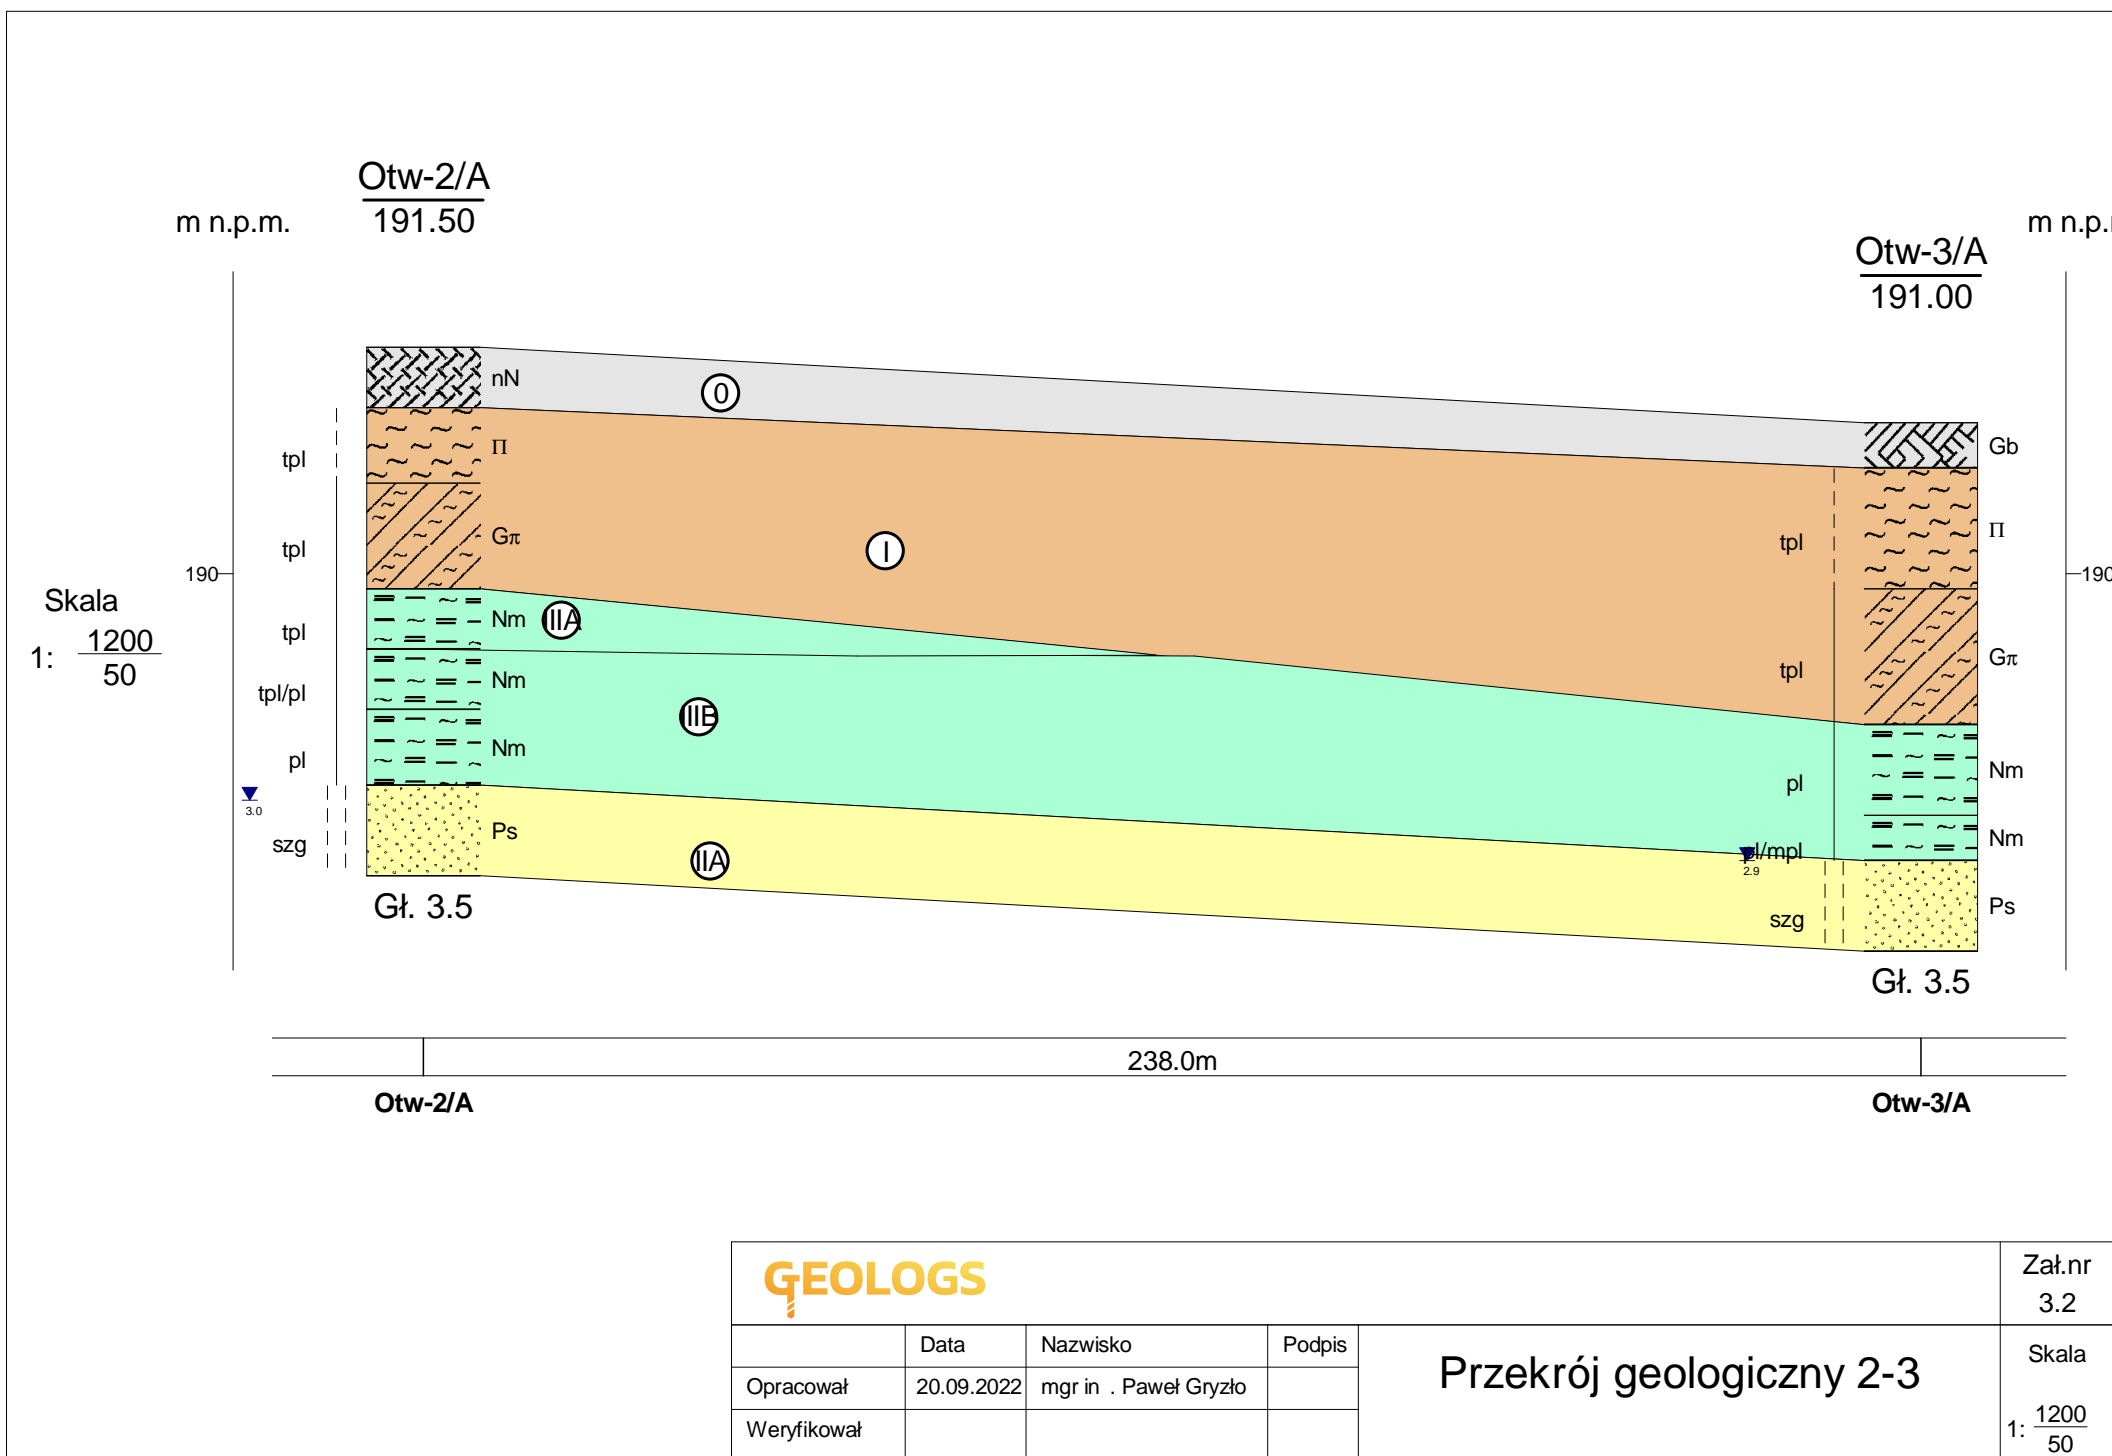 Otw-2/A
191.50
m n.p.m.
m n.p.
Otw-3/A
191.00
nN
0
Gb
tpl
Π
Π
tpl
Gπ
I
tpl
190
190
Skala
1: 1200
50
tpl
Nm
IIIA
tpl
Gπ
tpl/pl
Nm
IIIB
pl
Nm
pl
Nm
3.0
szg
Ps
IIA
pl/mpl
2.9
Nm
Gł. 3.5
szg
Ps
Gł. 3.5
238.0m
Otw-2/A
Otw-3/A
GEOLOGS
Zał.nr
3.2
Data
Nazwisko
Podpis
Przekrój geologiczny 2-3
Skala
Opracował
20.09.2022
mgr in . Paweł Gryzło
Weryfikował
1: 1200
50